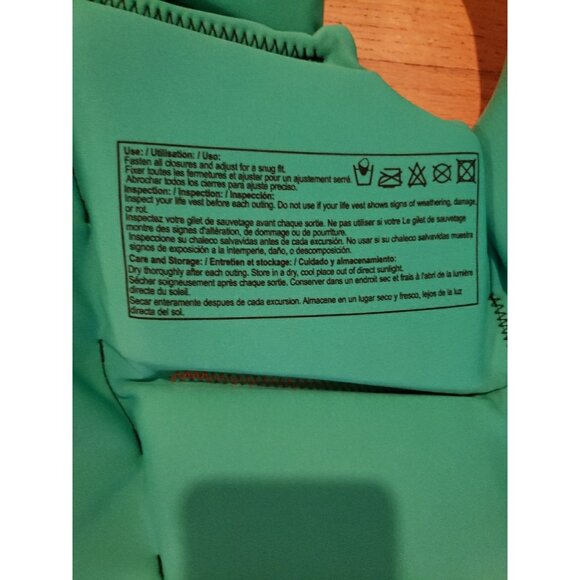 Use: / Utilisation: / Uso:
Fasten all closures and adjust for a snug fit.
Fixer toutes les fermetures et ajuster pour un ajustement serré.
Abrochar todos los cierres para ajuste preciso.
Inspection: / Inspection: / Inspección:
Inspect your life vest before each outing. Do not use if your life vest shows signs of weathering, damage,
or rot.
Inspectez votre gilet de sauvetage avant chaque sortie. Ne pas utiliser si votre Le gilet de sauvetage
montre des signes d'altération, de dommage ou de pourriture.
Inspeccione su chaleco salvavidas antes de cada excursión. No usar si su chaleco salvavidas muestra
signos de exposición a la intemperie, daño, o descomposición.
Care and Storage: / Entretien et stockage: / Cuidado y almacenamiento:
Dry thoroughly after each outing. Store in a dry, cool place out of direct sunlight.
Sécher soigneusement après chaque sortie. Conserver dans un endroit sec et frais à l'abri de la lumière
directe du soleil.
Secar enteramente despues de cada excursion. Almacene en un lugar seco y fresco, lejos de la luz
directa del sol.